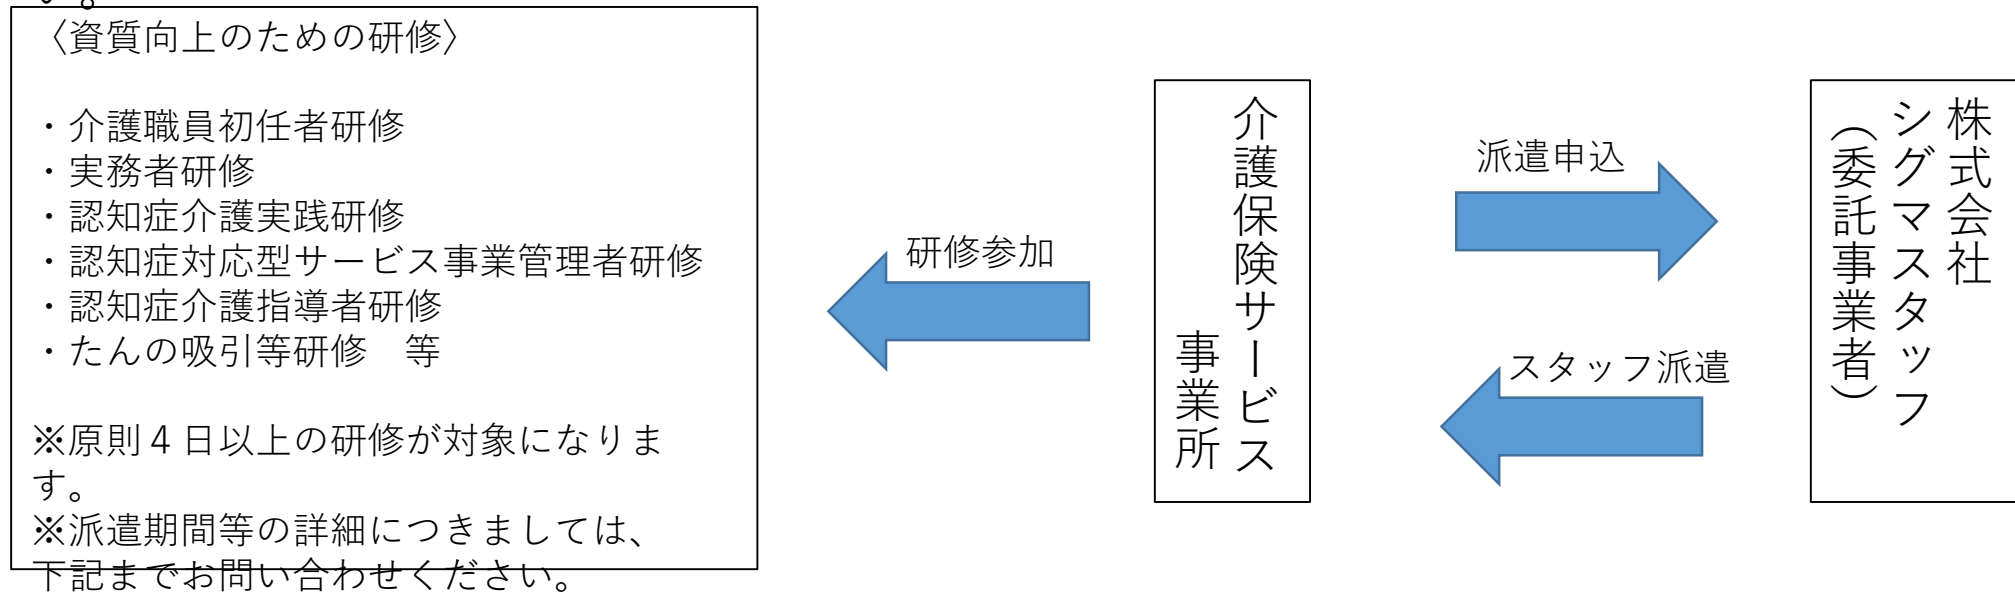 い。
〈資質向上のための研修〉
・介護職員初任者研修
・実務者研修
・認知症介護実践研修
・認知症対応型サービス事業管理者研修
・認知症介護指導者研修
・たんの吸引等研修　等
※原則４日以上の研修が対象になりま
す。
※派遣期間等の詳細につきましては、
下記までお問い合わせください。
研修参加
介護保険サービス
事業所
派遣申込
スタッフ派遣
株式会社
シグマスタッフ
（委託事業者）